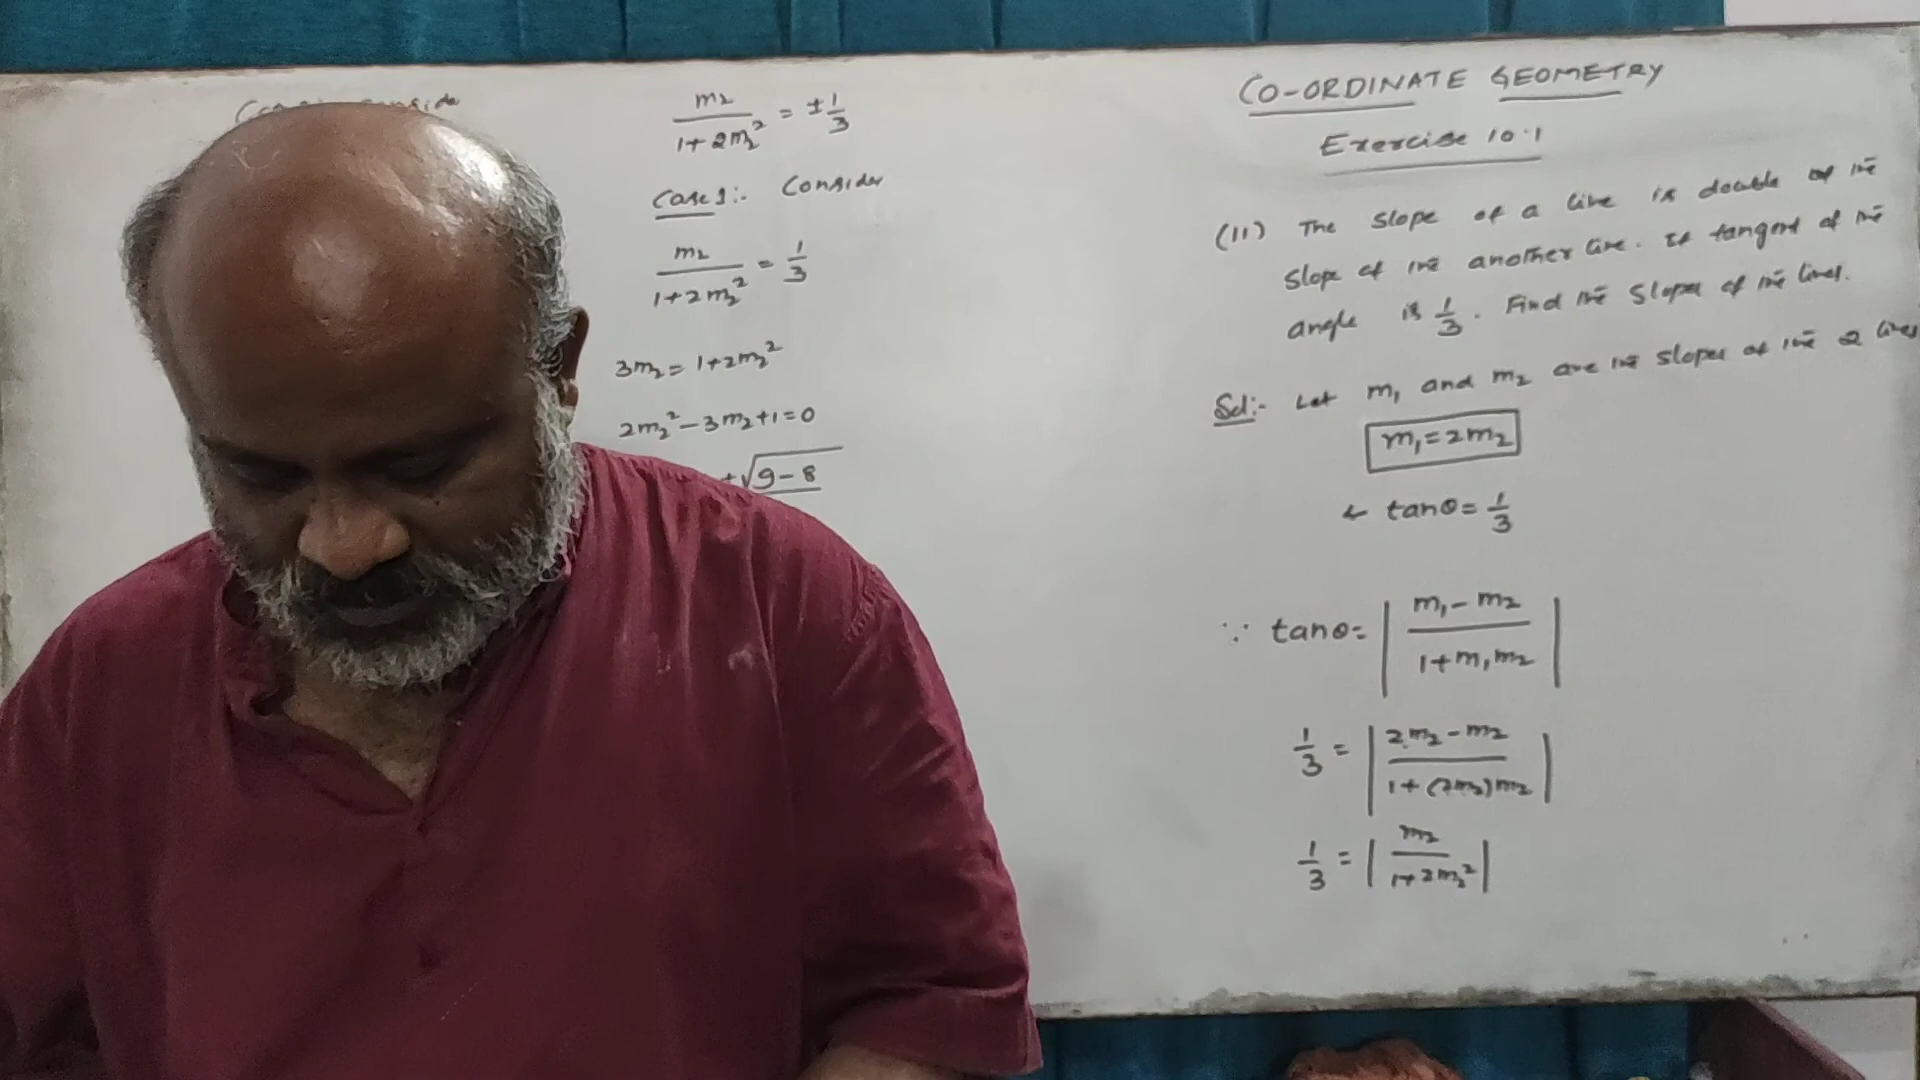 CO-ORDINATE GEOMETRY
Exercise 10.1
(11) The slope of a line is double of the
slope of the another line. If tangent of the
angle is 1/3. Find the slopes of the lines.
Sol:- Let m₁ and m₂ are the slopes of the 2 lines
m₁=2m₂
& tanθ=1/3
∵ tanθ= |(m₁-m₂)/(1+m₁m₂)|
1/3 = |(2m₂-m₂)/(1+(2m₂)m₂)|
1/3 = |m₂/(1+2m₂²)|
m₂/(1+2m₂²) = ±1/3
Case 1:- Consider
m₂/(1+2m₂²) = 1/3
3m₂= 1+2m₂²
2m₂²-3m₂+1=0
√9-8